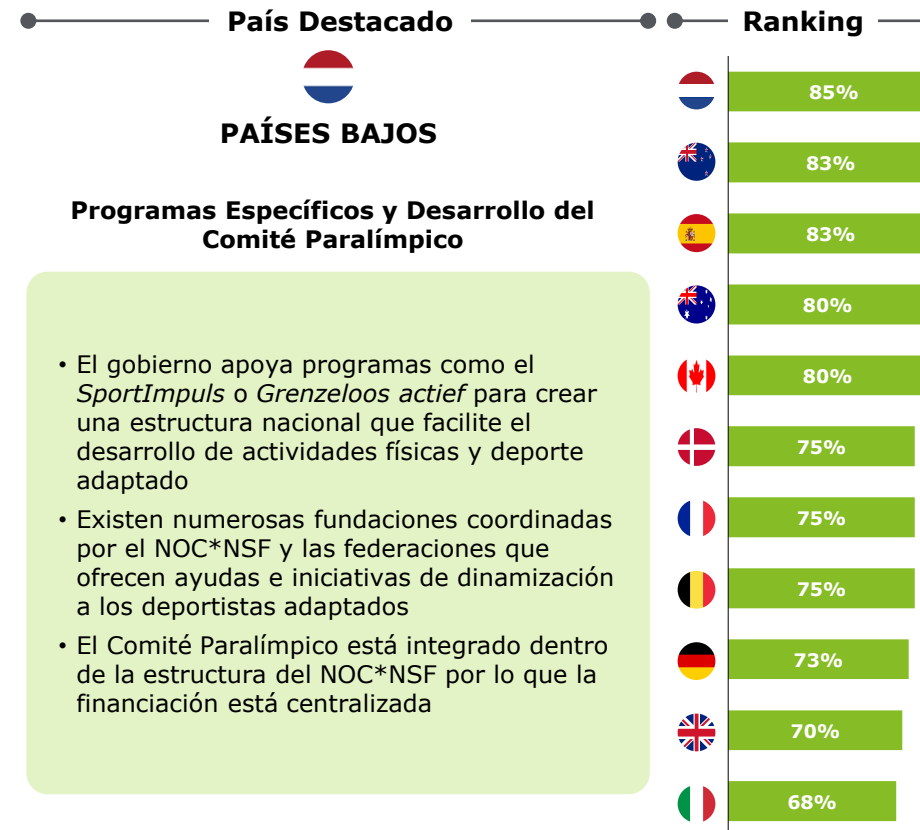 País Destacado
PAÍSES BAJOS
Programas Específicos y Desarrollo del
Comité Paralímpico
• El gobierno apoya programas como el
SportImpuls o Grenzeloos actief para crear
una estructura nacional que facilite el
desarrollo de actividades físicas y deporte
adaptado
• Existen numerosas fundaciones coordinadas
por el NOC*NSF y las federaciones que
ofrecen ayudas e iniciativas de dinamización
a los deportistas adaptados
• El Comité Paralímpico está integrado dentro
de la estructura del NOC*NSF por lo que la
financiación está centralizada
Ranking
85%
83%
83%
80%
80%
75%
75%
75%
73%
70%
68%